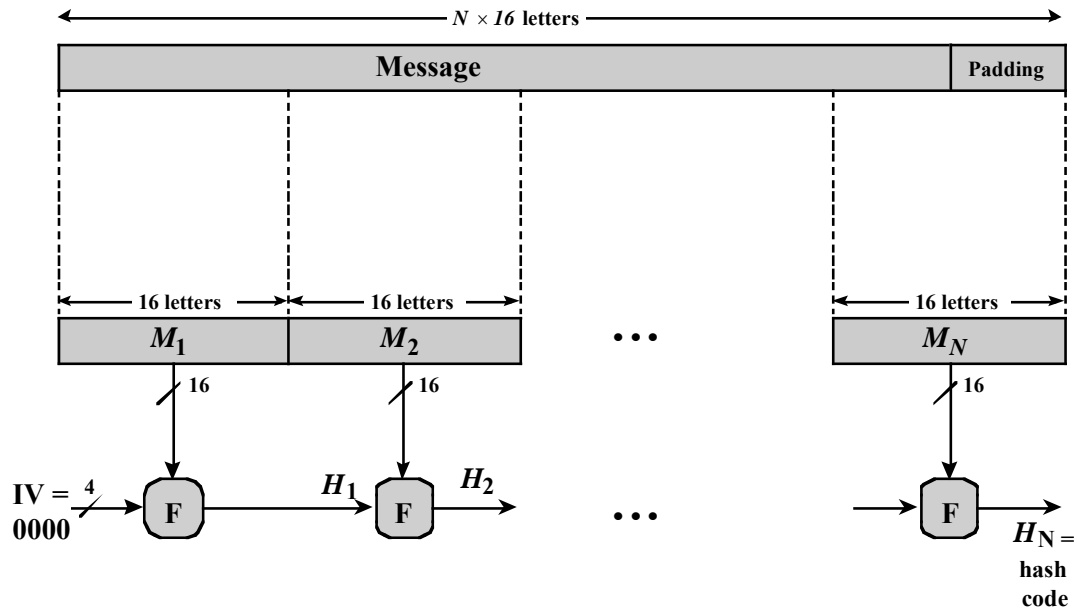 N × 16 letters
Message
Padding
16 letters
16 letters
16 letters
M1
M2
• • •
MN
16
16
16
IV =
0000
4
F
H1
F
H2
• • •
F
HN =
hash
code